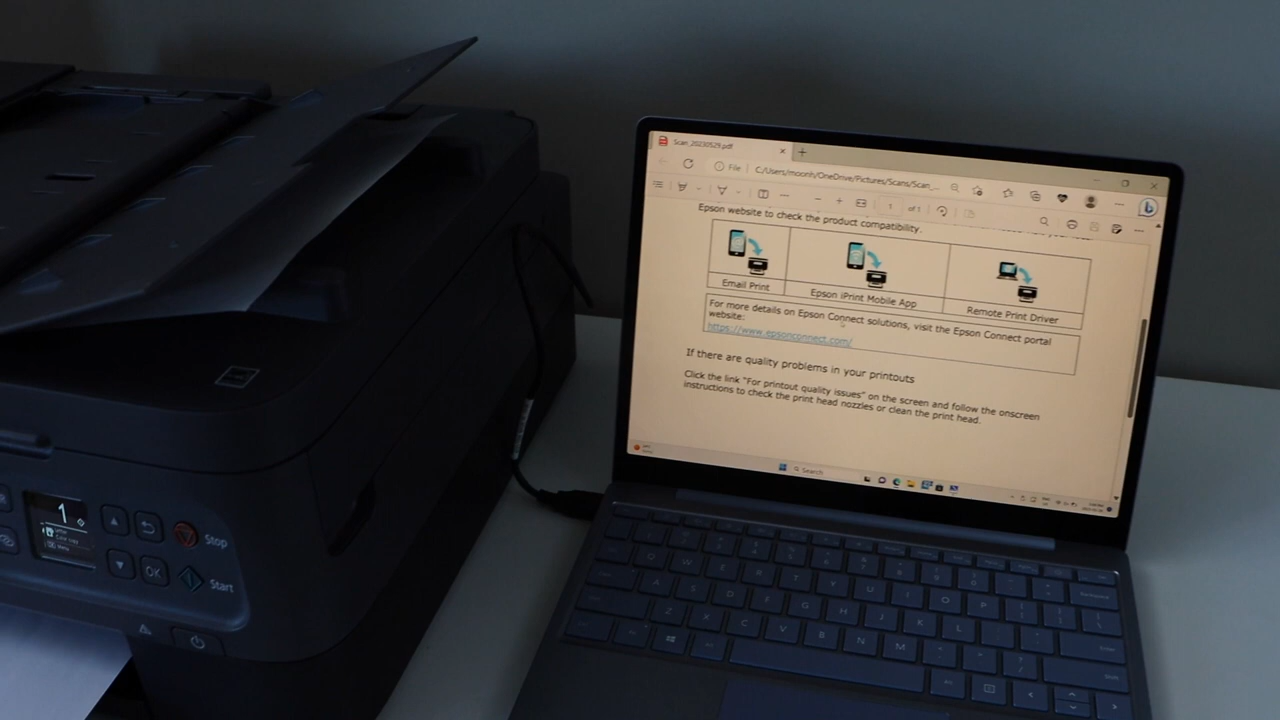 Scan_20230529.pdf
File C:/Users/moonh/OneDrive/Pictures/Scans/Scan_...
1 of 1
Epson website to check the product compatibility.
Email Print
Epson iPrint Mobile App
Remote Print Driver
For more details on Epson Connect solutions, visit the Epson Connect portal
website:
https://www.epsonconnect.com/
If there are quality problems in your printouts
Click the link "For printout quality issues" on the screen and follow the onscreen
instructions to check the print head nozzles or clean the print head.
Search
1
Stop
OK
Start
Q W E R T Y U I O P
A S D F G H J K L
Z X C V B N M